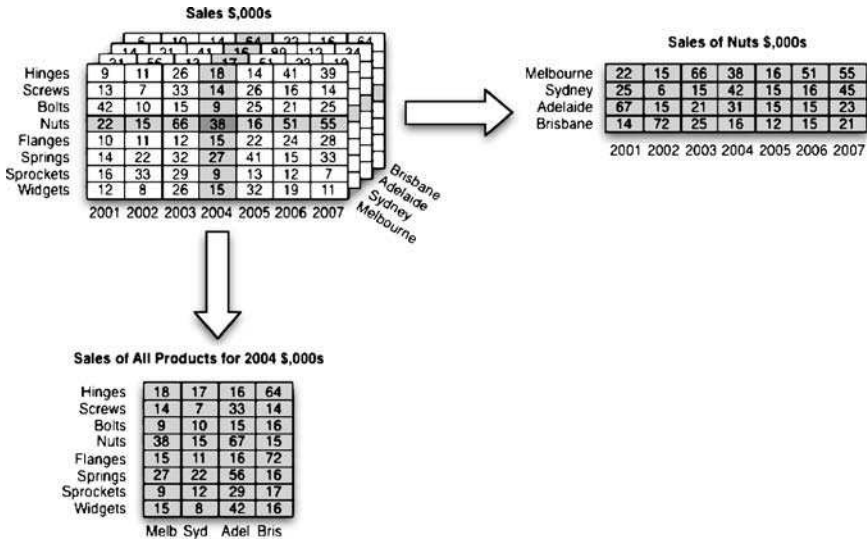 Sales $,000s
Hinges 9 11 26 18 14 41 39
Screws 13 7 33 14 26 16 14
Bolts 42 10 15 9 25 21 25
Nuts 22 15 66 38 16 51 55
Flanges 10 11 12 15 22 24 28
Springs 14 22 32 27 41 15 33
Sprockets 16 33 29 9 13 12 7
Widgets 12 8 26 15 32 19 11
2001 2002 2003 2004 2005 2006 2007
Brisbane
Adelaide
Sydney
Melbourne
Sales of Nuts $,000s
Melbourne 22 15 66 38 16 51 55
Sydney 25 6 15 42 15 16 45
Adelaide 67 15 21 31 15 15 23
Brisbane 14 72 25 16 12 15 21
2001 2002 2003 2004 2005 2006 2007
Sales of All Products for 2004 $,000s
Hinges 18 17 16 64
Screws 14 7 33 14
Bolts 9 10 15 16
Nuts 38 15 67 15
Flanges 15 11 16 72
Springs 27 22 56 16
Sprockets 9 12 29 17
Widgets 15 8 42 16
Melb Syd Adel Bris